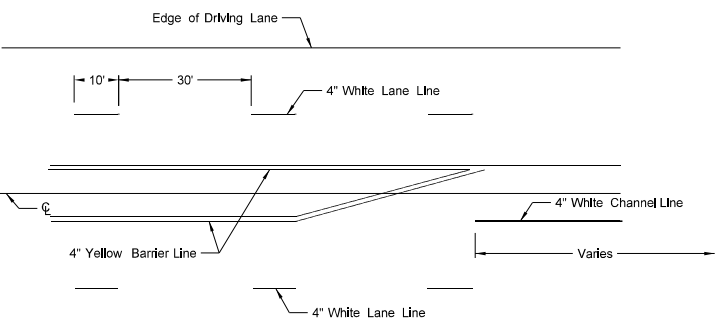 Edge of Driving Lane
10'
30'
4" White Lane Line
℄
4" White Channel Line
4" Yellow Barrier Line
Varies
4" White Lane Line